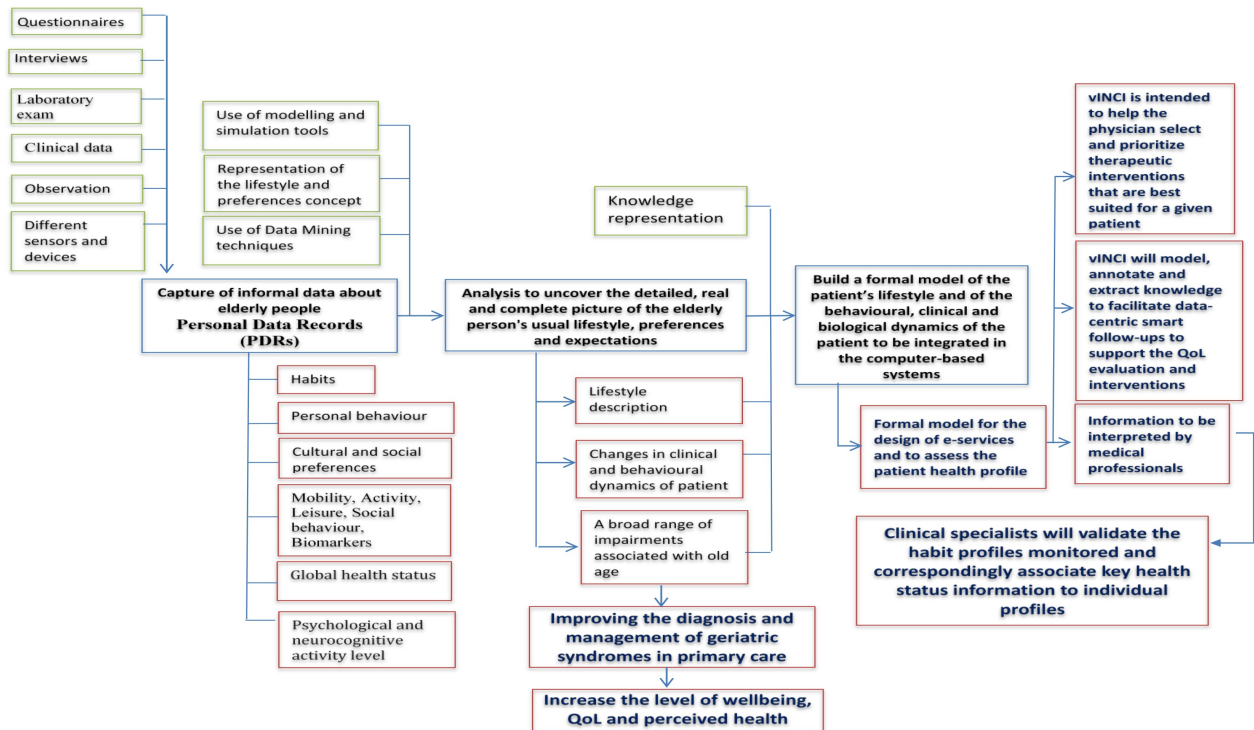 Questionnaires
Interviews
Laboratory
exam
Clinical data
Observation
Different
sensors and
devices
Use of modelling and
simulation tools
Representation of
the lifestyle and
preferences concept
Use of Data Mining
techniques
Capture of informal data about
elderly people
Personal Data Records
(PDRs)
Habits
Personal behaviour
Cultural and social
preferences
Mobility, Activity,
Leisure, Social
behaviour,
Biomarkers
Global health status
Psychological and
neurocognitive
activity level
Analysis to uncover the detailed, real
and complete picture of the elderly
person's usual lifestyle, preferences
and expectations
Lifestyle
description
Changes in clinical
and behavioural
dynamics of patient
A broad range of
impairments
associated with old
age
Improving the diagnosis and
management of geriatric
syndromes in primary care
Increase the level of wellbeing,
QoL and perceived health
Knowledge
representation
Build a formal model of the
patient's lifestyle and of the
behavioural, clinical and
biological dynamics of the
patient to be integrated in
the computer-based
systems
Formal model for the
design of e-services
and to assess the
patient health profile
vINCI is intended
to help the
physician select
and prioritize
therapeutic
interventions
that are best
suited for a given
patient
vINCI will model,
annotate and
extract knowledge
to facilitate data-
centric smart
follow-ups to
support the QoL
evaluation and
interventions
Information to be
interpreted by
medical
professionals
Clinical specialists will validate the
habit profiles monitored and
correspondingly associate key health
status information to individual
profiles